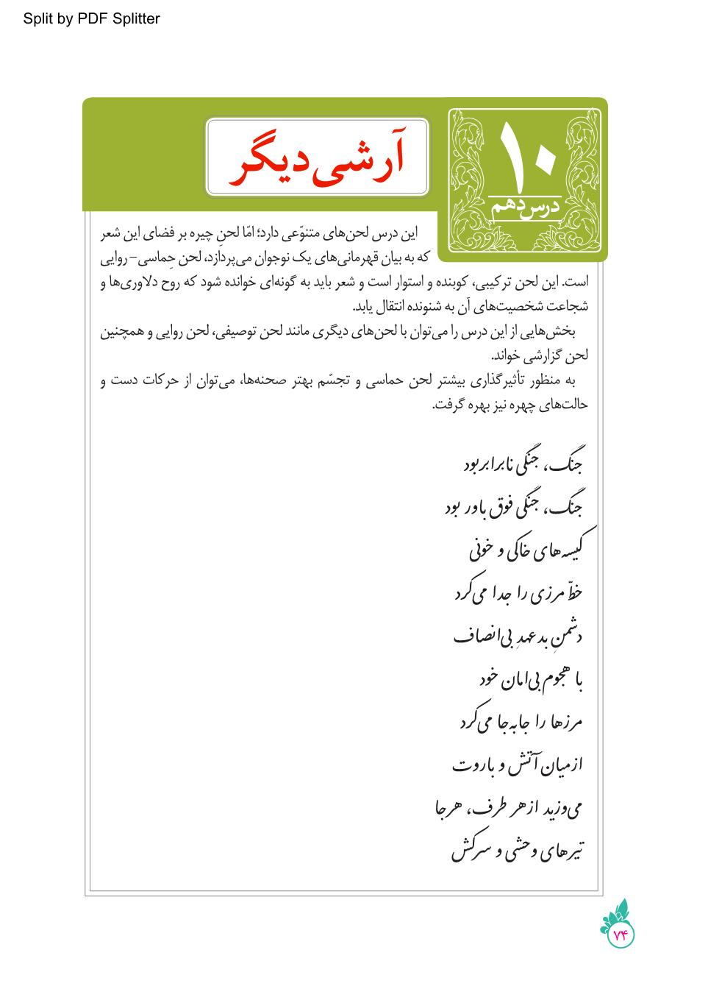 Split by PDF Splitter
۱۰
درس دهم
آرشی دیگر
این درس لحن‌های متنوّعی دارد؛ امّا لحنِ چیره بر فضای این شعر
که به بیان قهرمانی‌های یک نوجوان می‌پردازد، لحن حِماسی- روایی
است. این لحن ترکیبی، کوبنده و استوار است و شعر باید به گونه‌ای خوانده شود که روح دلاوری‌ها و
شجاعت شخصیت‌های آن به شنونده انتقال یابد.
بخش‌هایی از این درس را می‌توان با لحن‌های دیگری مانند لحن توصیفی، لحن روایی و همچنین
لحن گزارشی خواند.
به منظور تأثیرگذاری بیشتر لحن حماسی و تجسّم بهتر صحنه‌ها، می‌توان از حرکات دست و
حالت‌های چهره نیز بهره گرفت.
جنگ، جنگی نابرابر بود
جنگ، جنگی فوق باور بود
کیسه‌های خاکی و خونی
خطّ مرزی را جدا می‌کرد
دشمنِ بدعهدِ بی‌انصاف
با هجوم بی‌امان خود
مرزها را جابه‌جا می‌کرد
از میان آتش و باروت
می‌وزید از هر طرف، هر جا
تیرهای وحشی و سرکش
۷۴